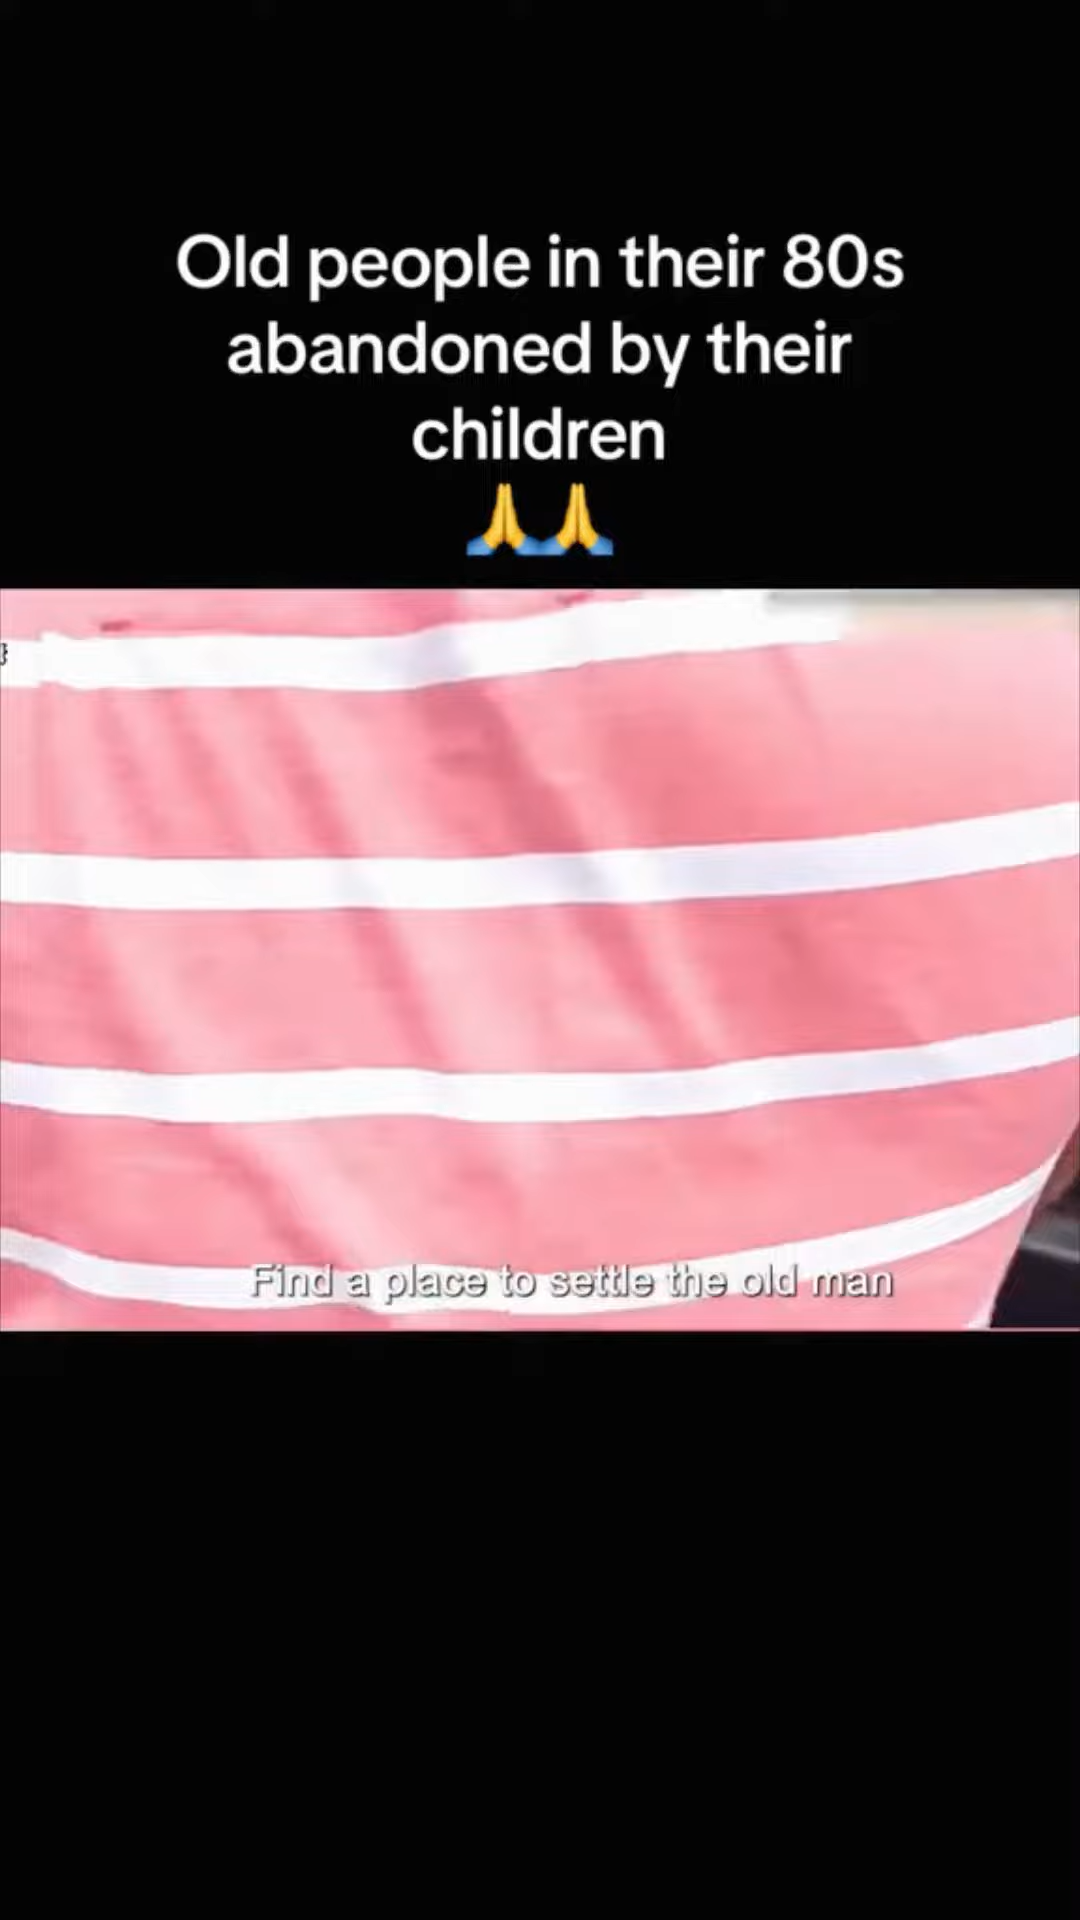 Old people in their 80s
abandoned by their
children
🙏🙏
Find a place to settle the old man